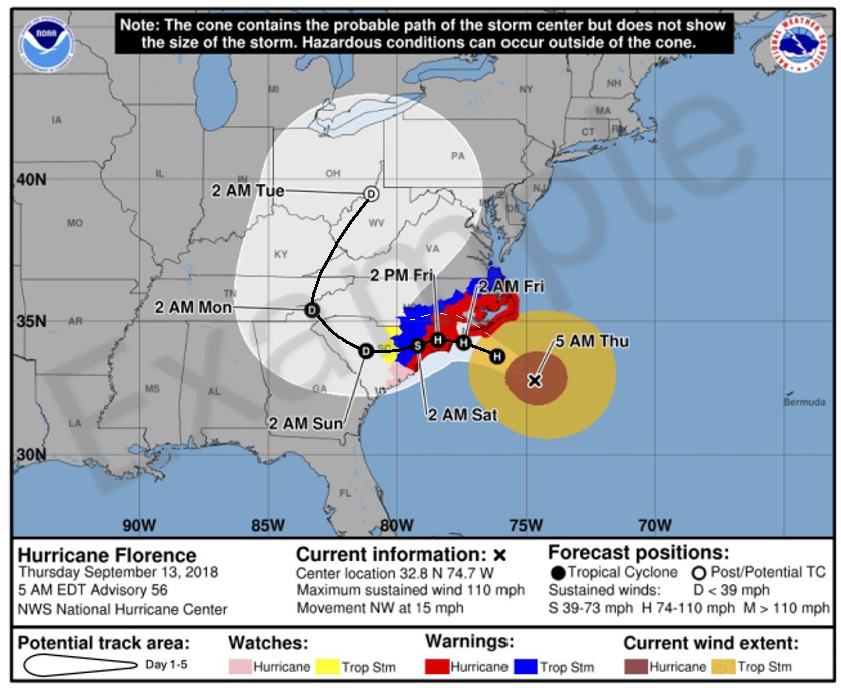 Note: The cone contains the probable path of the storm center but does not show
the size of the storm. Hazardous conditions can occur outside of the cone.
NOAA
NATIONAL WEATHER SERVICE
Example
MI
NY
NH
MA
CT
RI
IA
PA
IL
IN
OH
NJ
40N
2 AM Tue
D
MD
DE
MO
WV
KY
VA
2 PM Fri
2 AM Fri
2 AM Mon
D
TN
NC
35N
AR
5 AM Thu
D
S
H
H
H
SC
MS
AL
GA
2 AM Sun
2 AM Sat
Bermuda
LA
30N
FL
90W
85W
80W
75W
70W
Hurricane Florence
Thursday September 13, 2018
5 AM EDT Advisory 56
NWS National Hurricane Center
Current information: x
Center location 32.8 N 74.7 W
Maximum sustained wind 110 mph
Movement NW at 15 mph
Forecast positions:
Tropical Cyclone Post/Potential TC
Sustained winds: D < 39 mph
S 39-73 mph H 74-110 mph M > 110 mph
Potential track area:
Day 1-5
Watches:
Hurricane Trop Stm
Warnings:
Hurricane Trop Stm
Current wind extent:
Hurricane Trop Stm